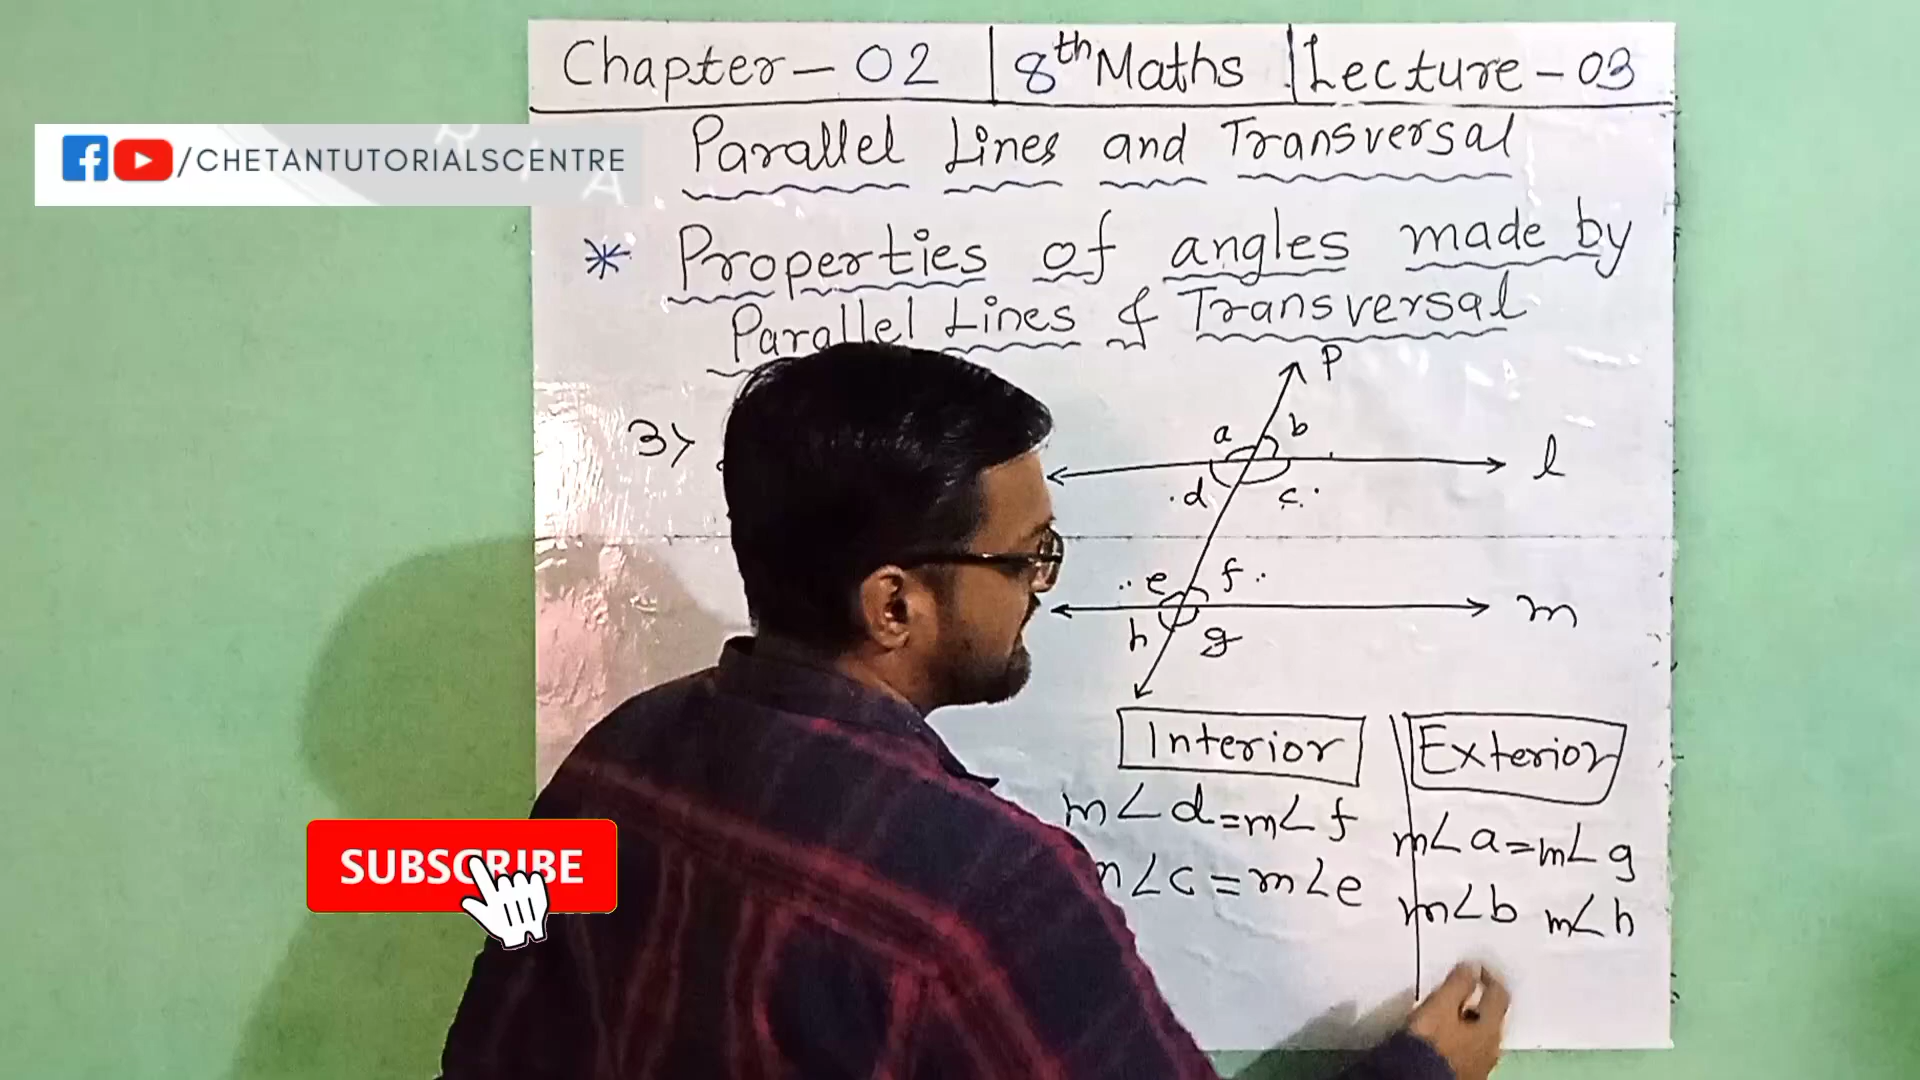 Chapter - 02 | 8th Maths | Lecture - 03
Parallel Lines and Transversal
/CHETANTUTORIALSCENTRE
* Properties of angles made by
Parallel Lines & Transversal
P
3)
a b
l
d c
e f
m
h g
Interior
Exterior
m∠d=m∠f
m∠a=m∠g
m∠c=m∠e
m∠b m∠h
SUBSCRIBE